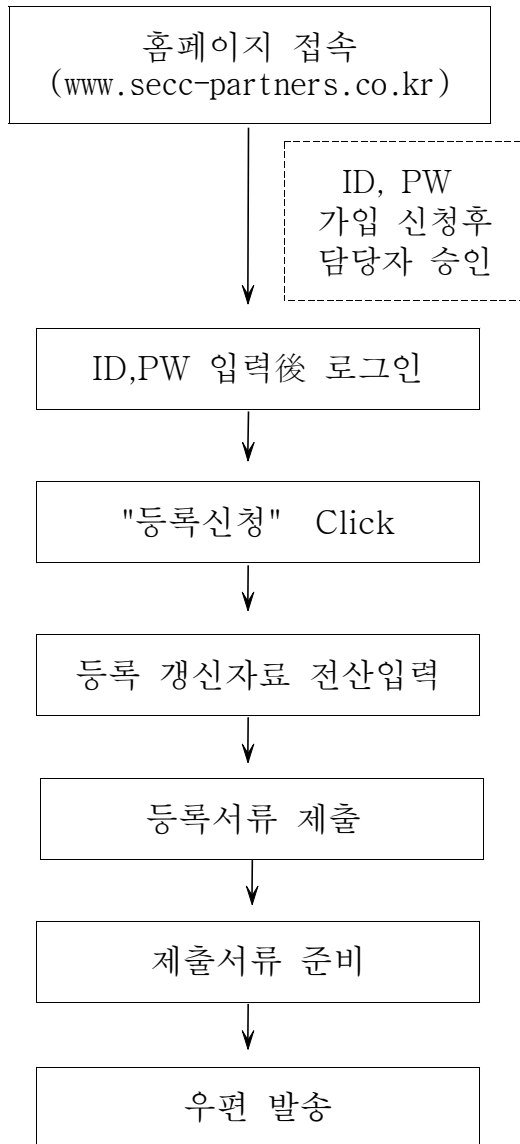 홈페이지 접속
(www.secc-partners.co.kr)
ID, PW
가입 신청후
담당자 승인
ID,PW 입력後 로그인
"등록신청" Click
등록 갱신자료 전산입력
등록서류 제출
제출서류 준비
우편 발송